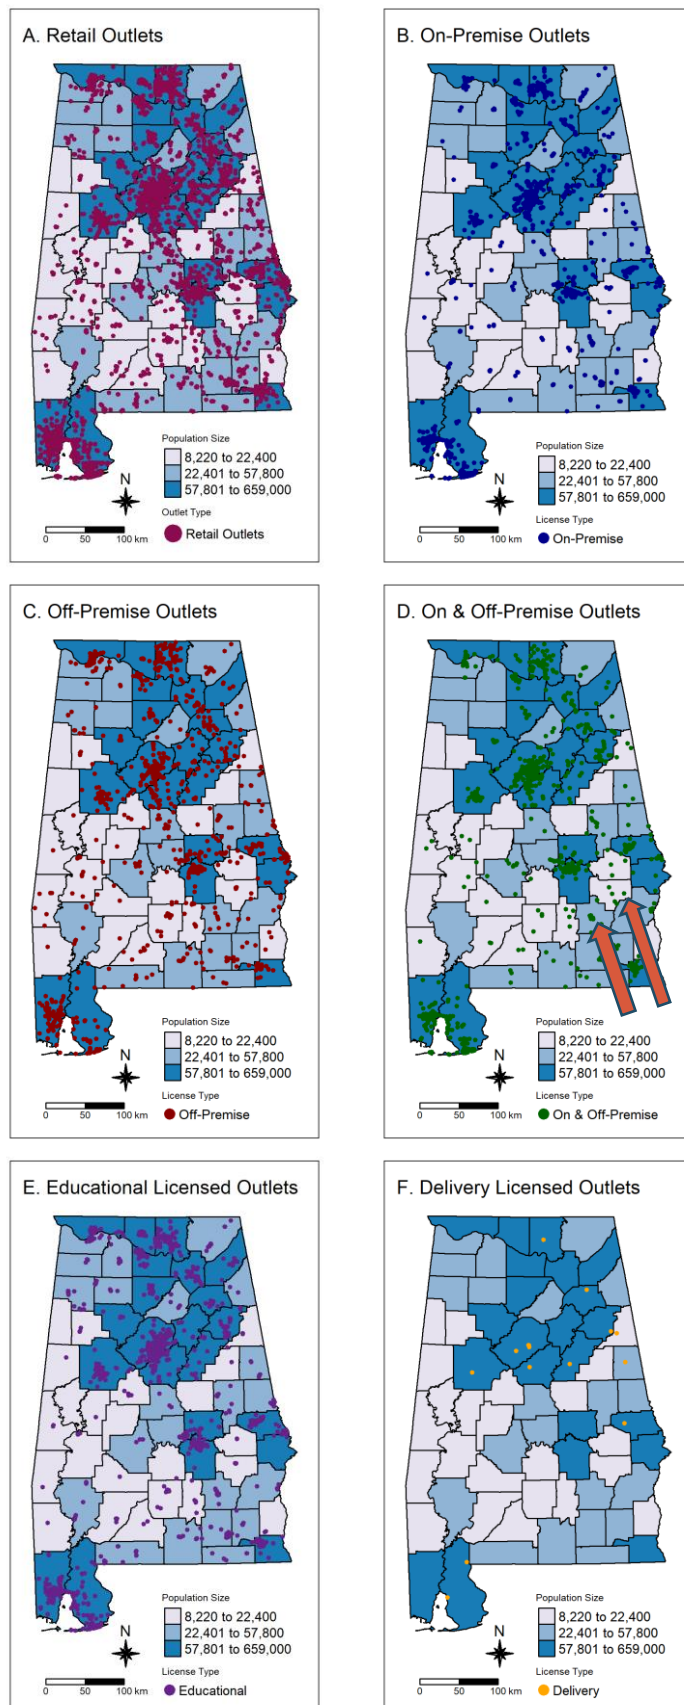 A. Retail Outlets
Population Size
8,220 to 22,400
22,401 to 57,800
57,801 to 659,000
Outlet Type
Retail Outlets
N
0 50 100 km
B. On-Premise Outlets
Population Size
8,220 to 22,400
22,401 to 57,800
57,801 to 659,000
License Type
On-Premise
N
0 50 100 km
C. Off-Premise Outlets
Population Size
8,220 to 22,400
22,401 to 57,800
57,801 to 659,000
License Type
Off-Premise
N
0 50 100 km
D. On & Off-Premise Outlets
Population Size
8,220 to 22,400
22,401 to 57,800
57,801 to 659,000
License Type
On & Off-Premise
N
0 50 100 km
E. Educational Licensed Outlets
Population Size
8,220 to 22,400
22,401 to 57,800
57,801 to 659,000
License Type
Educational
N
0 50 100 km
F. Delivery Licensed Outlets
Population Size
8,220 to 22,400
22,401 to 57,800
57,801 to 659,000
License Type
Delivery
N
0 50 100 km